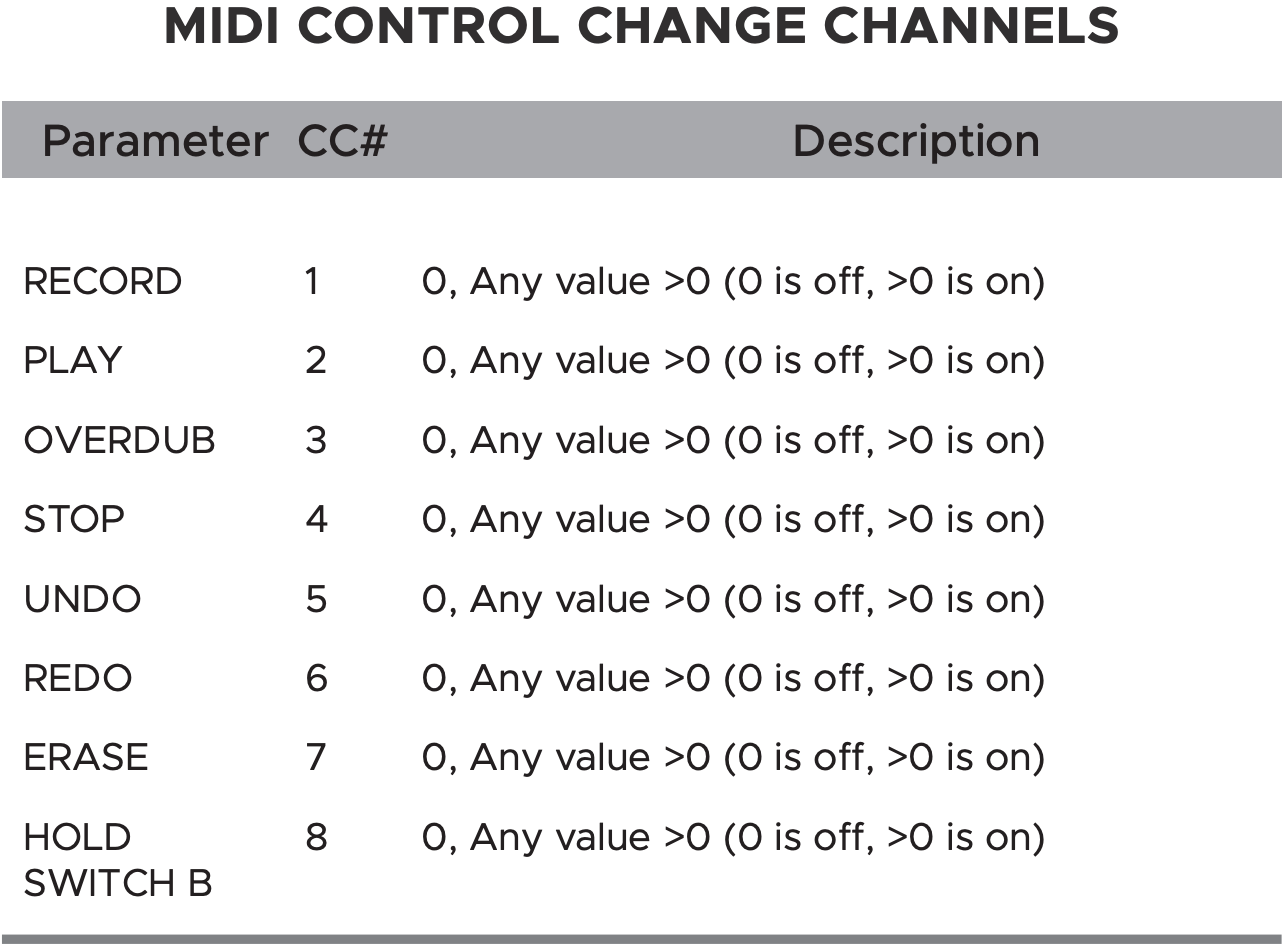 MIDI CONTROL CHANGE CHANNELS
Parameter CC# Description
RECORD 1 0, Any value >0 (0 is off, >0 is on)
PLAY 2 0, Any value >0 (0 is off, >0 is on)
OVERDUB 3 0, Any value >0 (0 is off, >0 is on)
STOP 4 0, Any value >0 (0 is off, >0 is on)
UNDO 5 0, Any value >0 (0 is off, >0 is on)
REDO 6 0, Any value >0 (0 is off, >0 is on)
ERASE 7 0, Any value >0 (0 is off, >0 is on)
HOLD 8 0, Any value >0 (0 is off, >0 is on)
SWITCH B